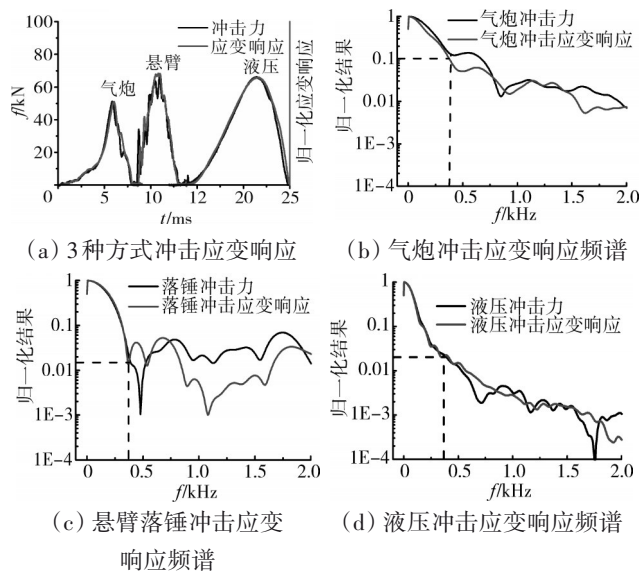 冲击力
应变响应
悬臂
气炮
液压
f/kN
归一化应变响应
100
80
60
40
20
0
0
5
10
15
20
25
t/ms
(a) 3种方式冲击应变响应
气炮冲击力
气炮冲击应变响应
归一化结果
1
0.1
0.01
1E−3
1E−4
0.0
0.5
1.0
1.5
2.0
f/kHz
(b) 气炮冲击应变响应频谱
落锤冲击力
落锤冲击应变响应
归一化结果
1
0.1
0.01
1E−3
1E−4
0.0
0.5
1.0
1.5
2.0
f/kHz
(c) 悬臂落锤冲击应变
响应频谱
液压冲击力
液压冲击应变响应
归一化结果
1
0.1
0.01
1E−3
1E−4
0.0
0.5
1.0
1.5
2.0
f/kHz
(d) 液压冲击应变响应频谱